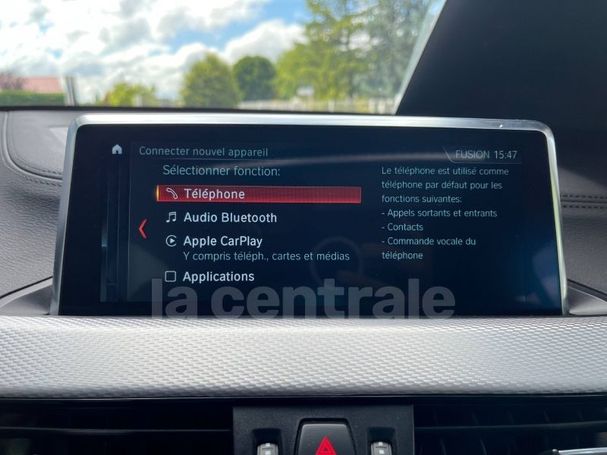 Connecter nouvel appareil
FUSION 15:47
Sélectionner fonction:
Téléphone
Audio Bluetooth
Apple CarPlay
Y compris téléph., cartes et médias
Applications
Le téléphone est utilisé comme
téléphone par défaut pour les
fonctions suivantes:
- Appels sortants et entrants
- Contacts
- Commande vocale du
téléphone
la centrale